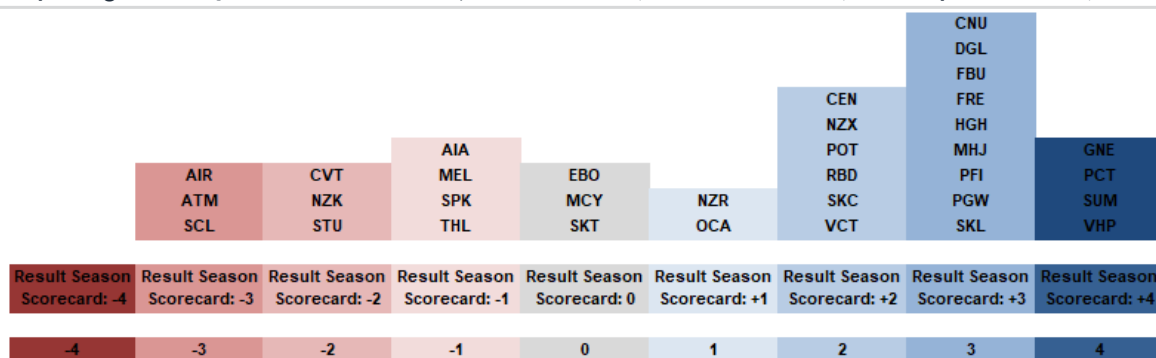 CNU
DGL
FBU
CEN FRE
NZX HGH
AIA POT MHJ GNE
AIR CVT MEL EBO RBD PFI PCT
ATM NZK SPK MCY NZR SKC PGW SUM
SCL STU THL SKT OCA VCT SKL VHP
Result Season Result Season Result Season Result Season Result Season Result Season Result Season Result Season Result Season
Scorecard: -4 Scorecard: -3 Scorecard: -2 Scorecard: -1 Scorecard: 0 Scorecard: +1 Scorecard: +2 Scorecard: +3 Scorecard: +4
-4 -3 -2 -1 0 1 2 3 4